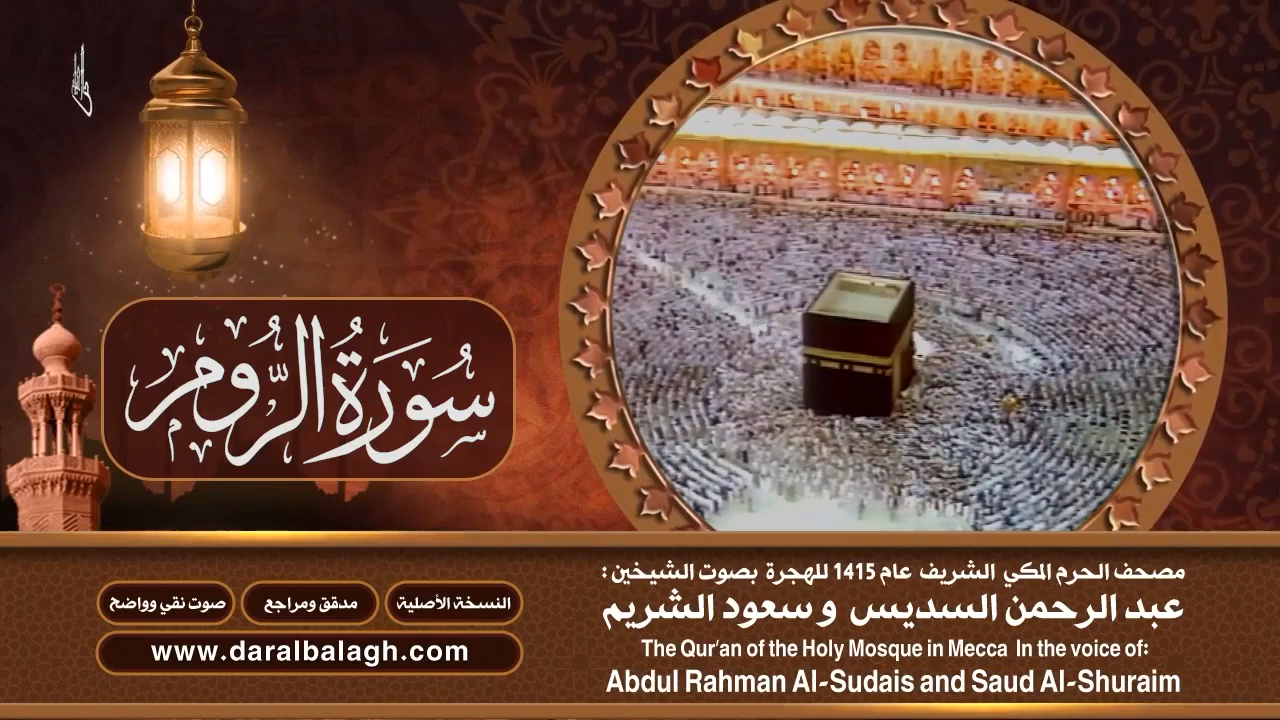 سُورَةُ الرُّومِ
مصحف الحرم المكي الشريف عام 1415 للهجرة بصوت الشيخين :
عبد الرحمن السديس و سعود الشريم
The Qur'an of the Holy Mosque in Mecca In the voice of:
Abdul Rahman Al-Sudais and Saud Al-Shuraim
النسخة الأصلية
مدقق ومراجع
صوت نقي وواضح
www.daralbalagh.com